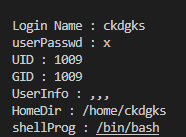 Login Name : ckdgks
userPasswd : x
UID : 1009
GID : 1009
UserInfo : ,,,
HomeDir : /home/ckdgks
shellProg : /bin/bash